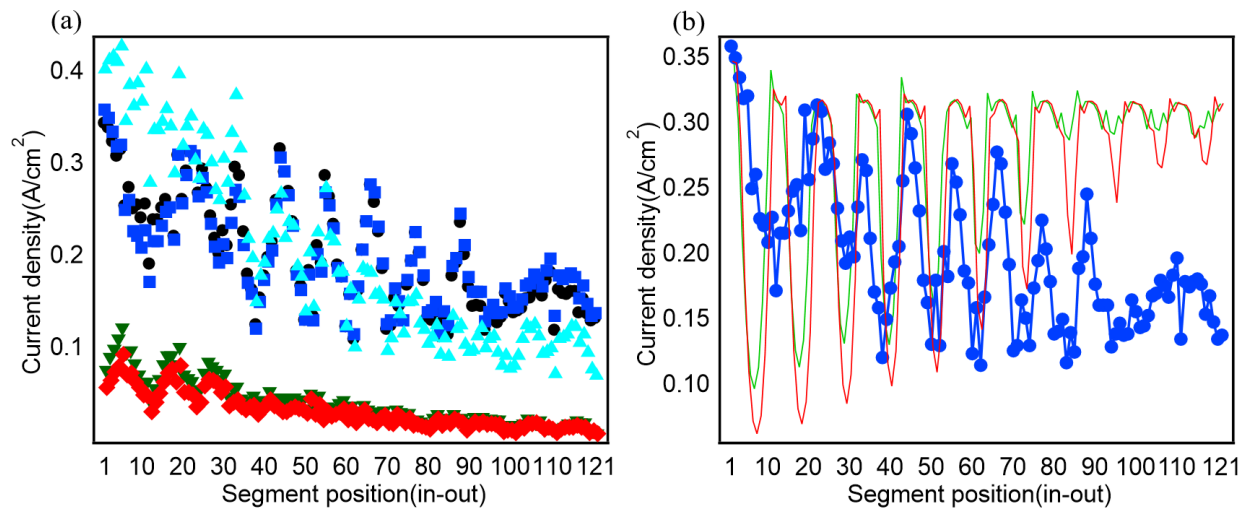 (a)
Current density(A/cm²)
0.4
0.3
0.2
0.1
1 10 20 30 40 50 60 70 80 90 100 110 121
Segment position(in-out)
(b)
Current density(A/cm²)
0.35
0.30
0.25
0.20
0.15
0.10
1 10 20 30 40 50 60 70 80 90 100 110 121
Segment position(in-out)